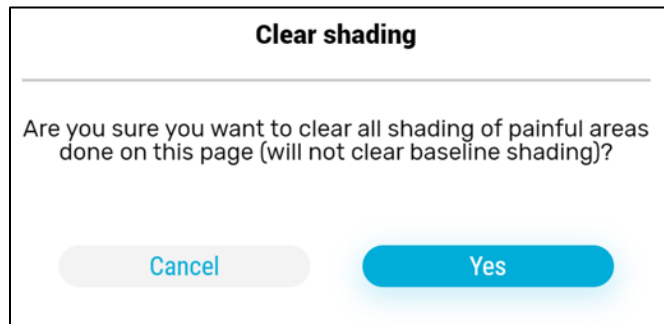 Clear shading
Are you sure you want to clear all shading of painful areas
done on this page (will not clear baseline shading)?
Cancel
Yes